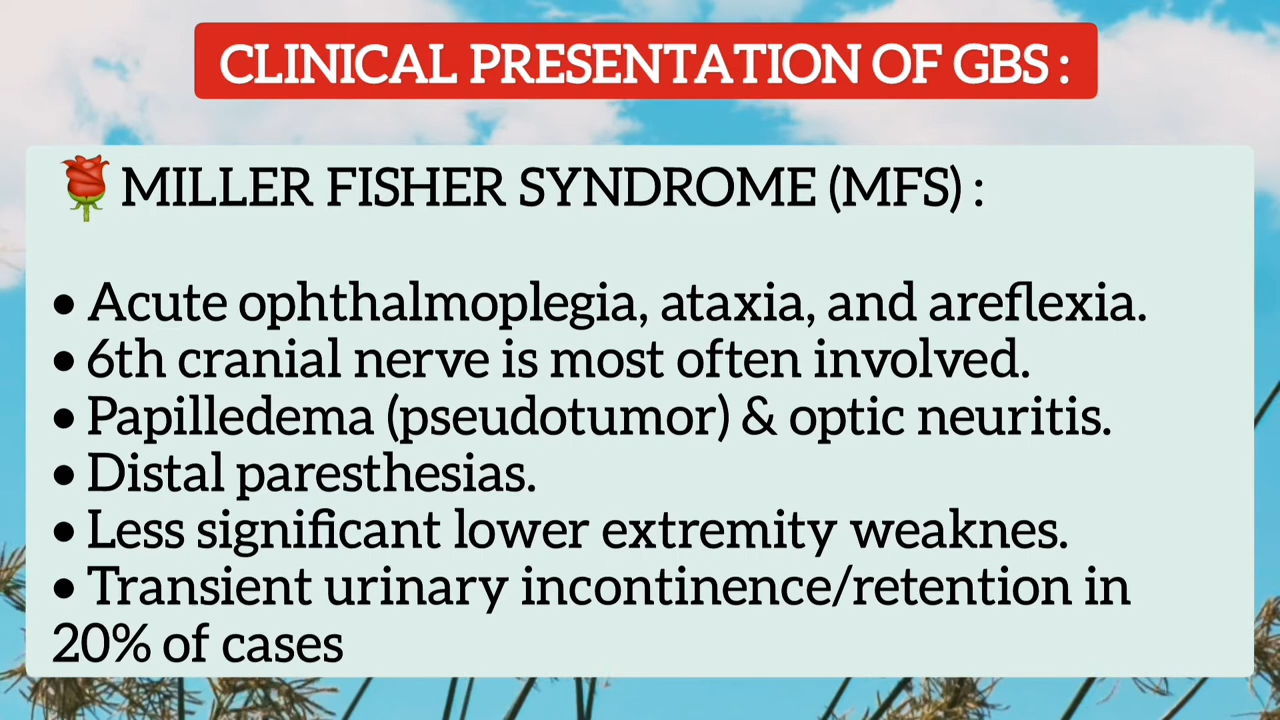 CLINICAL PRESENTATION OF GBS :
🌹MILLER FISHER SYNDROME (MFS) :
• Acute ophthalmoplegia, ataxia, and areflexia.
• 6th cranial nerve is most often involved.
• Papilledema (pseudotumor) & optic neuritis.
• Distal paresthesias.
• Less significant lower extremity weaknes.
• Transient urinary incontinence/retention in
20% of cases